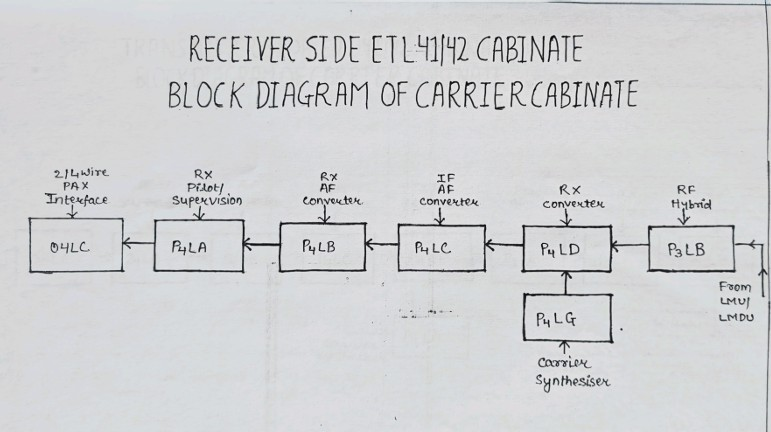 RECEIVER SIDE ETL 41/42 CABINATE
BLOCK DIAGRAM OF CARRIER CABINATE
2/4 wire
PAX
Interface
Rx
Pilot/
Supervision
Rx
AF
converter
IF
AF
converter
Rx
converter
RF
Hybrid
O4LC
P4LA
P4LB
P4LC
P4LD
P3LB
From
LMU/
LMDU
P4LG
Carrier
Synthesiser